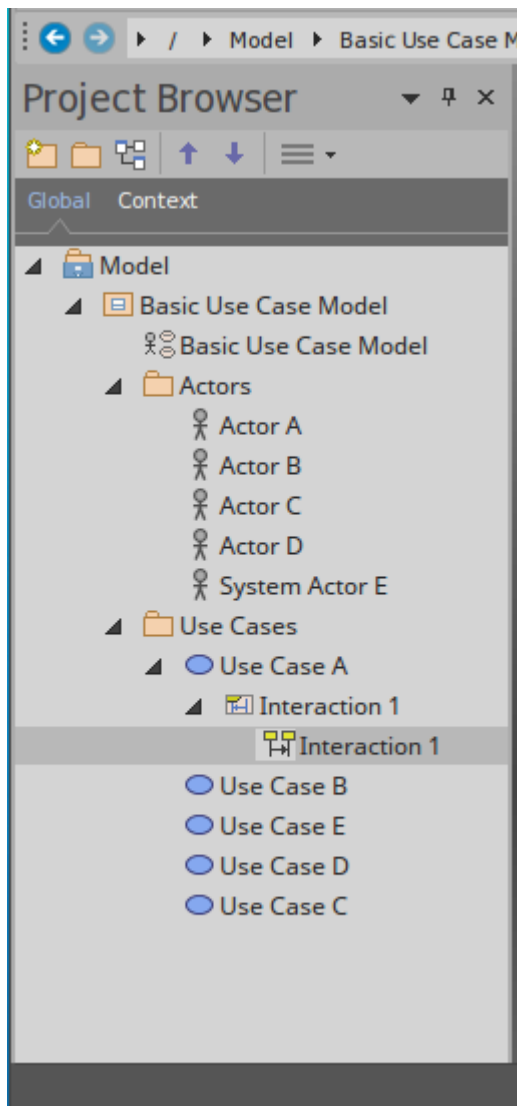 / Model Basic Use Case M
Project Browser
Global Context
Model
Basic Use Case Model
Basic Use Case Model
Actors
Actor A
Actor B
Actor C
Actor D
System Actor E
Use Cases
Use Case A
Interaction 1
Interaction 1
Use Case B
Use Case E
Use Case D
Use Case C